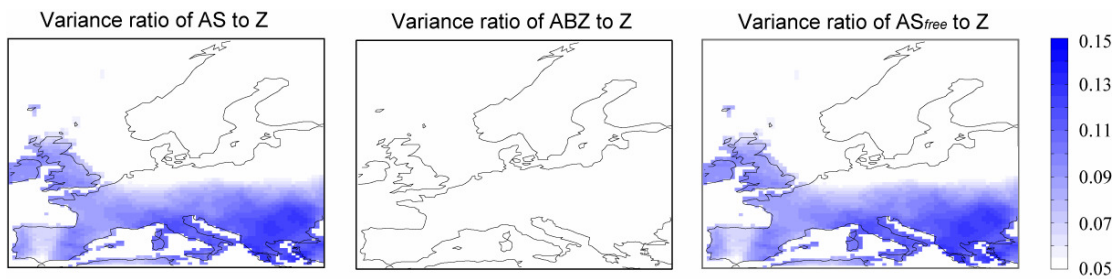 Variance ratio of AS to Z
Variance ratio of ABZ to Z
Variance ratio of ASfree to Z
0.15
0.13
0.11
0.09
0.07
0.05